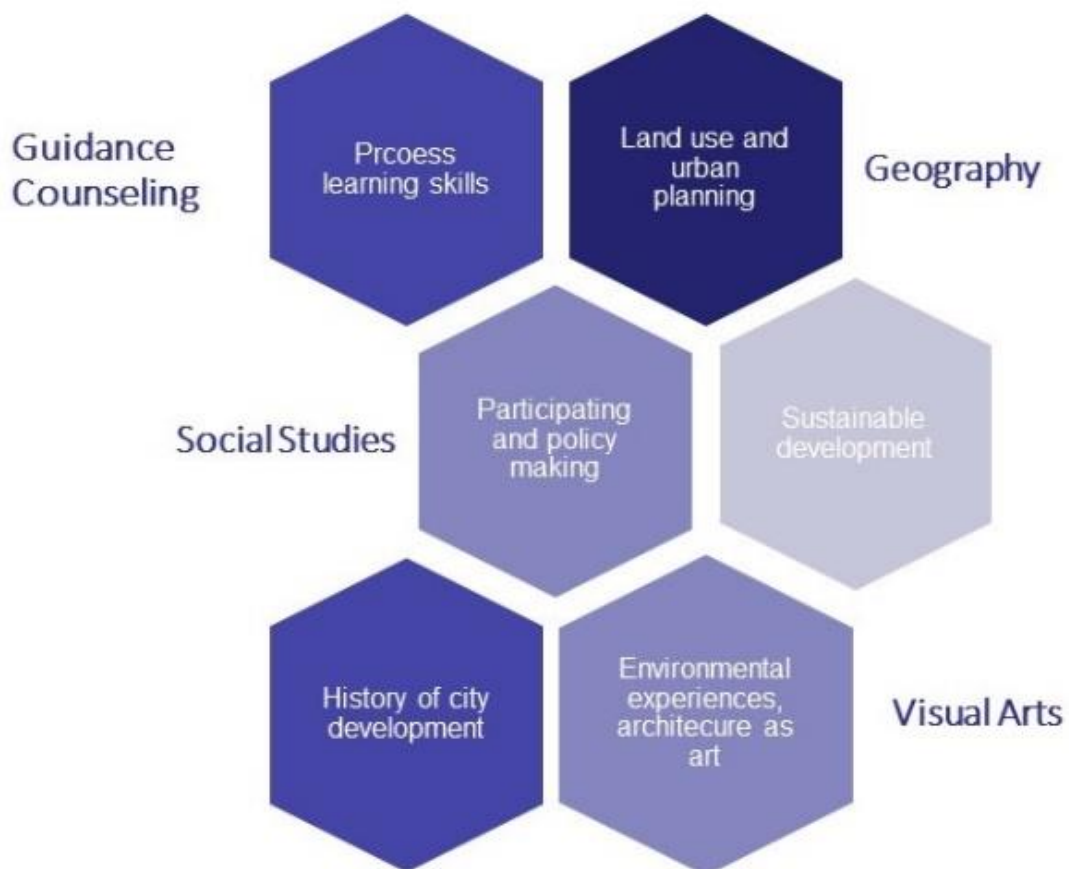 Guidance
Counseling
Prcoess
learning skills
Land use and
urban
planning
Geography
Social Studies
Participating
and policy
making
Sustainable
development
History of city
development
Environmental
experiences,
architecure as
art
Visual Arts